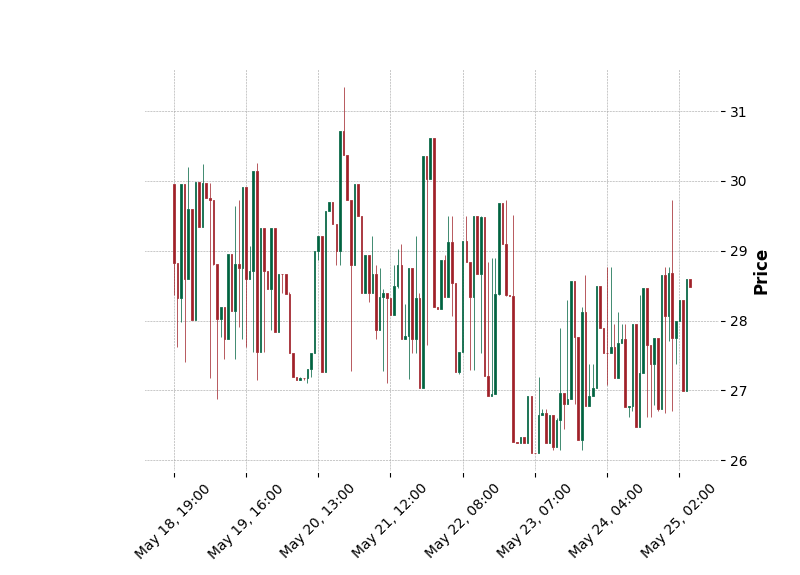 31
30
29
28
27
26
Price
May 18, 19:00
May 19, 16:00
May 20, 13:00
May 21, 12:00
May 22, 08:00
May 23, 07:00
May 24, 04:00
May 25, 02:00